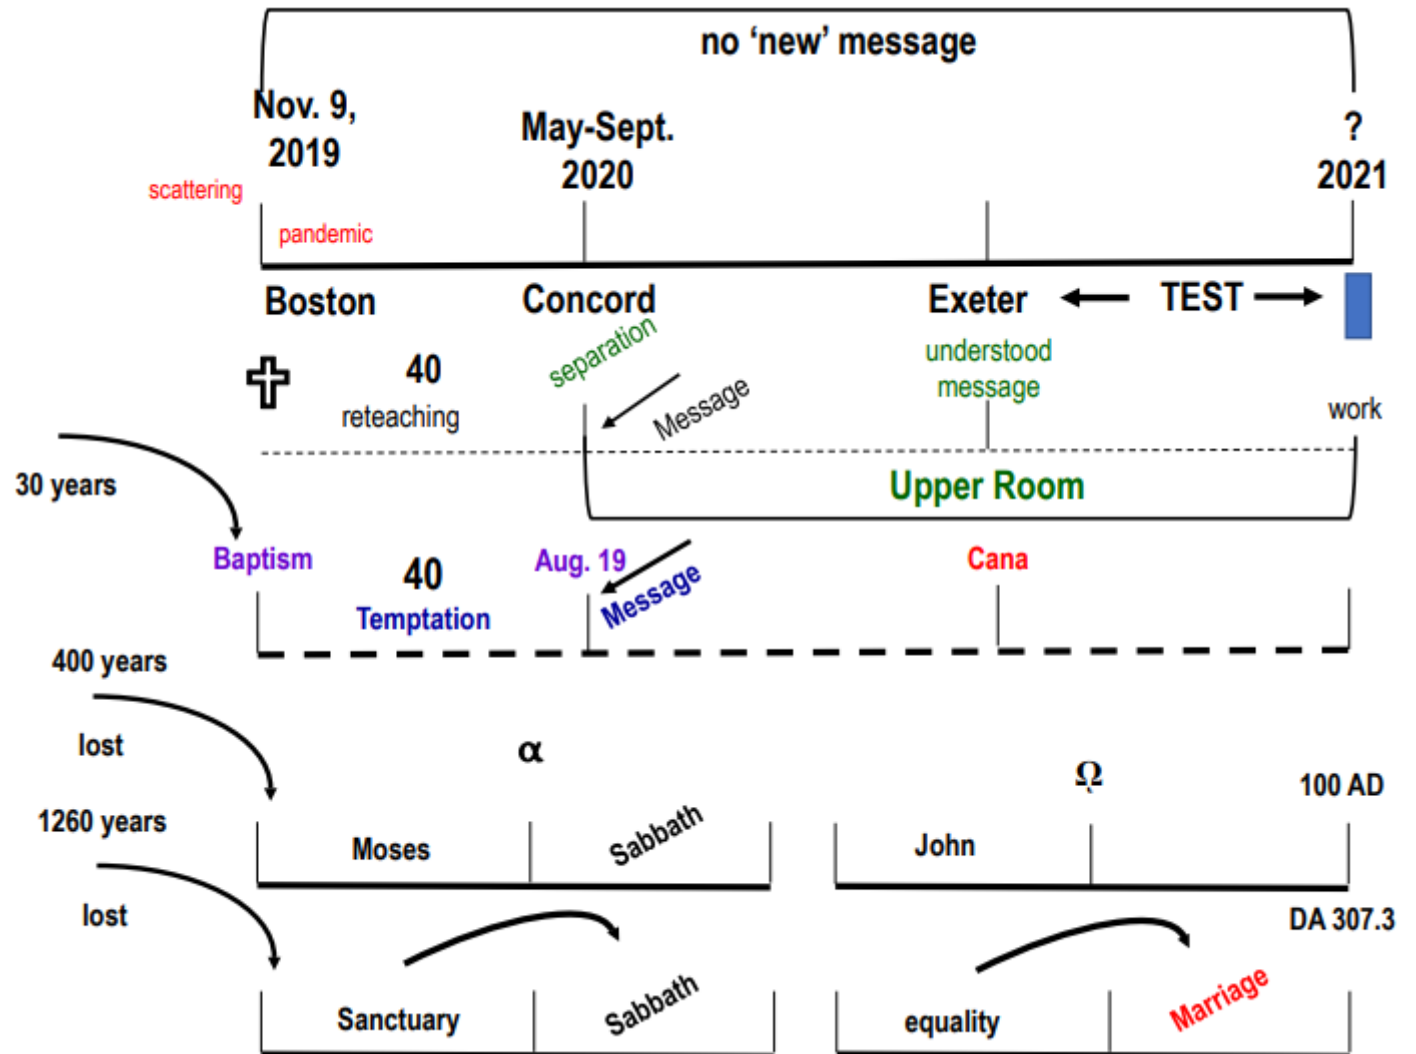 no ‘new’ message
Nov. 9,
2019
May-Sept.
2020
?
2021
scattering
pandemic
Boston
Concord
Exeter
TEST
separation
understood
message
40
reteaching
Message
work
30 years
Upper Room
Baptism
40
Temptation
Aug. 19
Message
Cana
400 years
lost
α
Ω
100 AD
1260 years
Moses
Sabbath
John
lost
DA 307.3
Sanctuary
Sabbath
equality
Marriage